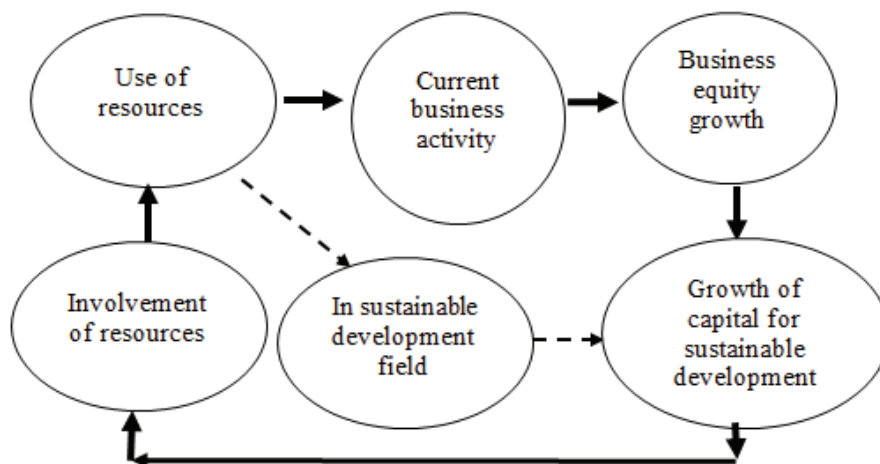 Use of
resources
Current
business
activity
Business
equity
growth
Involvement
of resources
In sustainable
development
field
Growth of
capital for
sustainable
development